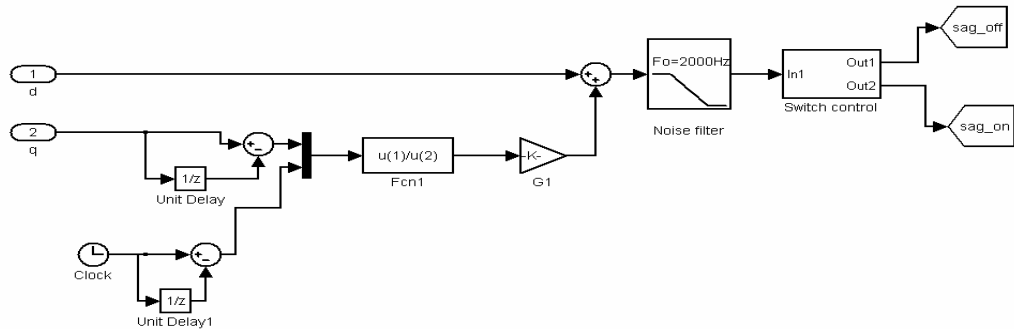 sag_off
1
d
+
+
Fo=2000Hz
Noise filter
In1
Out1
Out2
Switch control
sag_on
2
q
+
-
1/z
Unit Delay
u(1)/u(2)
Fcn1
-K-
G1
Clock
+
-
1/z
Unit Delay1